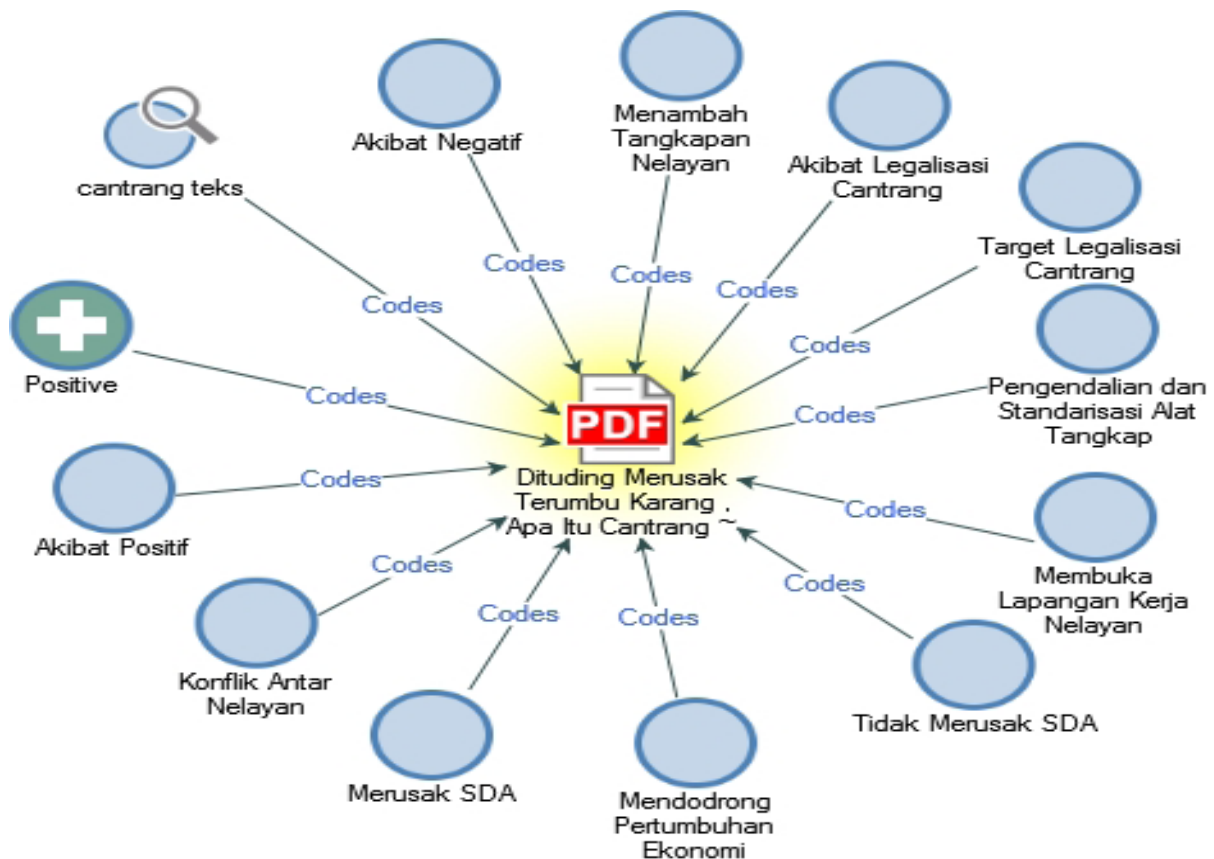 Akibat Negatif
Menambah
Tangkapan
Nelayan
Akibat Legalisasi
Cantrang
cantrang teks
Target Legalisasi
Cantrang
Codes
Codes
Codes
Codes
Codes
Positive
Codes
Codes
Pengendalian dan
Standarisasi Alat
Tangkap
PDF
Dituding Merusak
Terumbu Karang ,
Apa Itu Cantrang ~
Codes
Akibat Positif
Codes
Membuka
Lapangan Kerja
Nelayan
Codes
Konflik Antar
Nelayan
Codes
Codes
Codes
Tidak Merusak SDA
Merusak SDA
Mendodrong
Pertumbuhan
Ekonomi